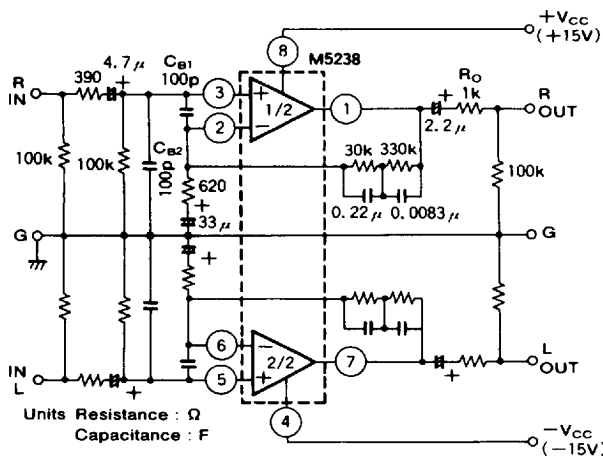 +VCC
(+15V)
8
M5238
CB1
100p
4.7μ
+
390
R
IN
3
+
1/2
1
2
−
+
2.2μ
RO
1k
R
OUT
100k
100k
CB2
100p
620
+
33μ
30k
330k
0.22μ
0.0083μ
100k
G
G
+
6
−
2/2
7
5
+
+
L
OUT
IN
L
+
4
Units Resistance : Ω
Capacitance : F
−VCC
(−15V)